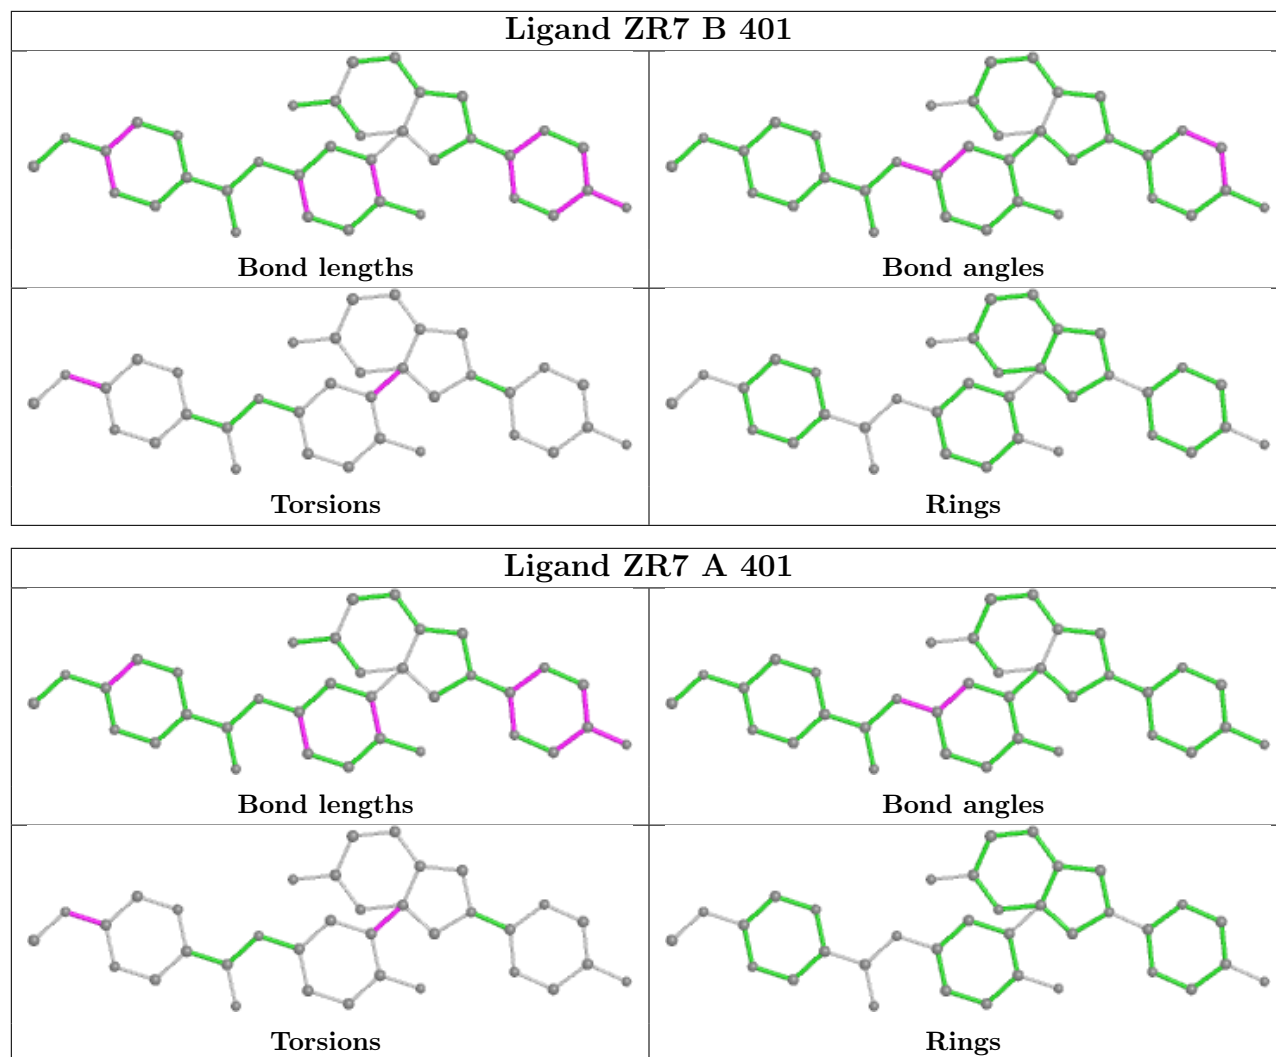 Ligand ZR7 B 401
Bond lengths
Bond angles
Torsions
Rings
Ligand ZR7 A 401
Bond lengths
Bond angles
Torsions
Rings